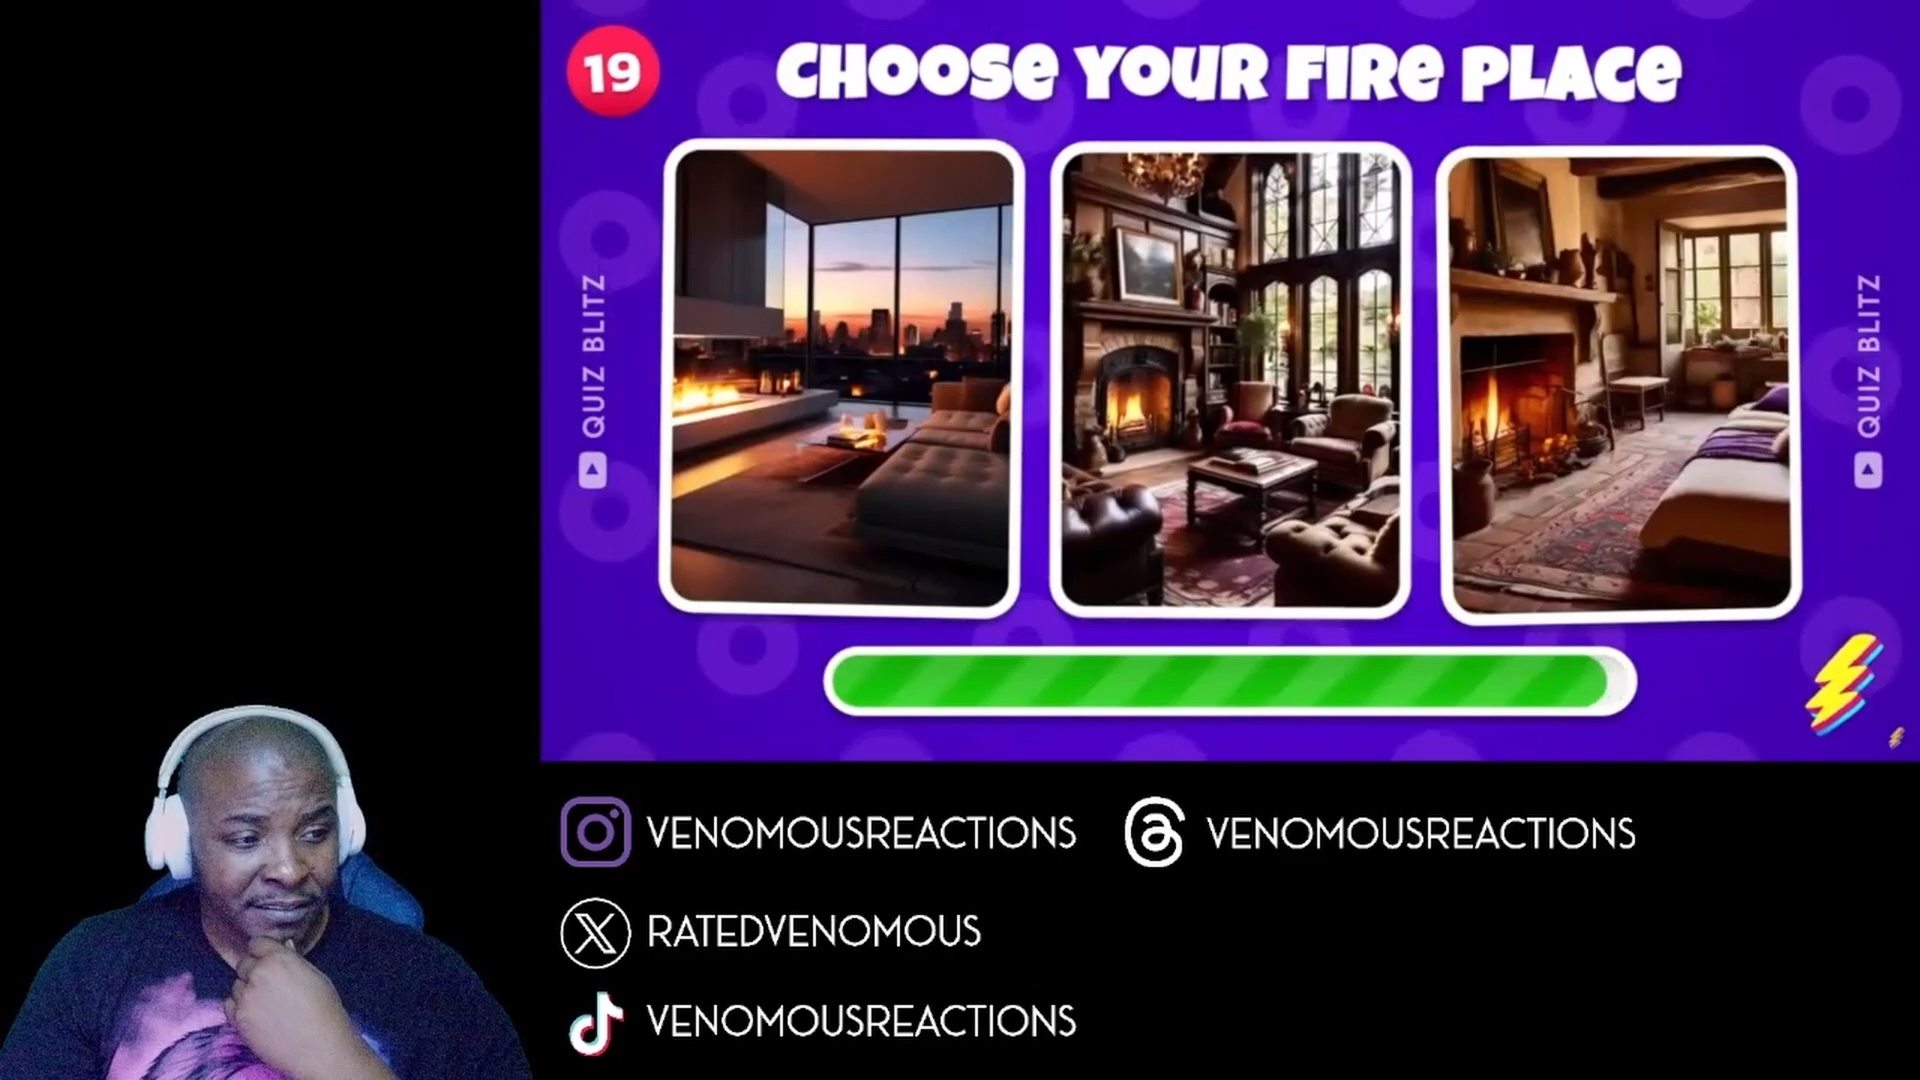 19
CHOOSE YOUR FIRE PLACE
QUIZ BLITZ
QUIZ BLITZ
VENOMOUSREACTIONS
VENOMOUSREACTIONS
RATEDVENOMOUS
VENOMOUSREACTIONS